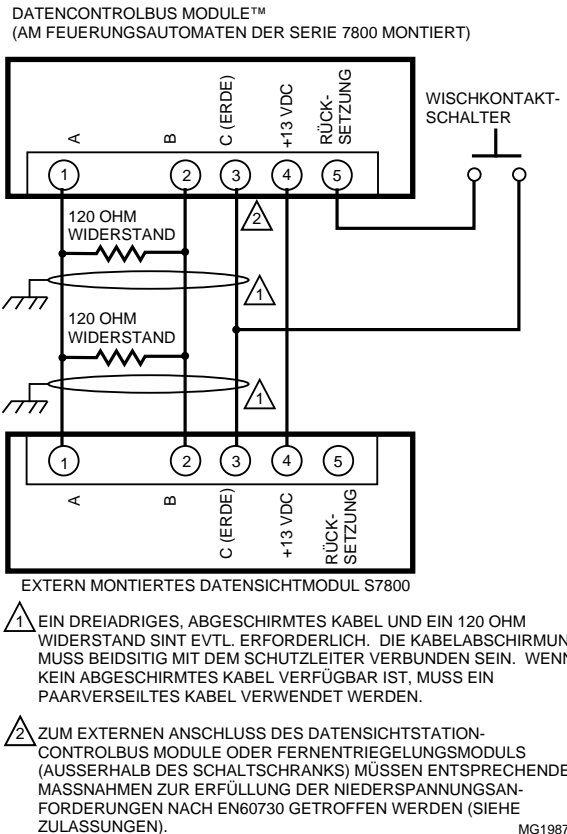 DATENCONTROLBUS MODULE™
(AM FEUERUNGSAUTOMATEN DER SERIE 7800 MONTIERT)
A
B
C (ERDE)
+13 VDC
RÜCK-
SETZUNG
WISCHKONTAKT-
SCHALTER
1
2
3
4
5
120 OHM
WIDERSTAND
2
1
120 OHM
WIDERSTAND
1
1
2
3
4
5
A
B
C (ERDE)
+13 VDC
RÜCK-
SETZUNG
EXTERN MONTIERTES DATENSICHTMODUL S7800
1 EIN DREIADRIGES, ABGESCHIRMTES KABEL UND EIN 120 OHM
WIDERSTAND SINT EVTL. ERFORDERLICH. DIE KABELABSCHIRMUN
MUSS BEIDSITIG MIT DEM SCHUTZLEITER VERBUNDEN SEIN. WENN
KEIN ABGESCHIRMTES KABEL VERFÜGBAR IST, MUSS EIN
PAARVERSEILTES KABEL VERWENDET WERDEN.
2 ZUM EXTERNEN ANSCHLUSS DES DATENSICHTSTATION-
CONTROLBUS MODULE ODER FERNENTRIEGELUNGSMODULS
(AUSSERHALB DES SCHALTSCHRANKS) MÜSSEN ENTSPRECHENDE
MASSNAHMEN ZUR ERFÜLLUNG DER NIEDERSPANNUNGSAN-
FORDERUNGEN NACH EN60730 GETROFFEN WERDEN (SIEHE
ZULASSUNGEN).
MG1987